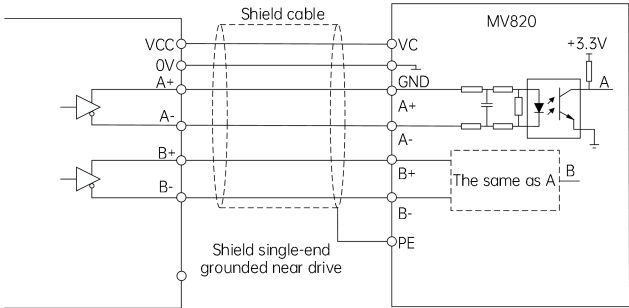 Shield cable
MV820
VCC
VC
+3.3V
0V
GND
A+
A+
A
A-
A-
B+
B+
The same as A
B
B-
B-
PE
Shield single-end
grounded near drive